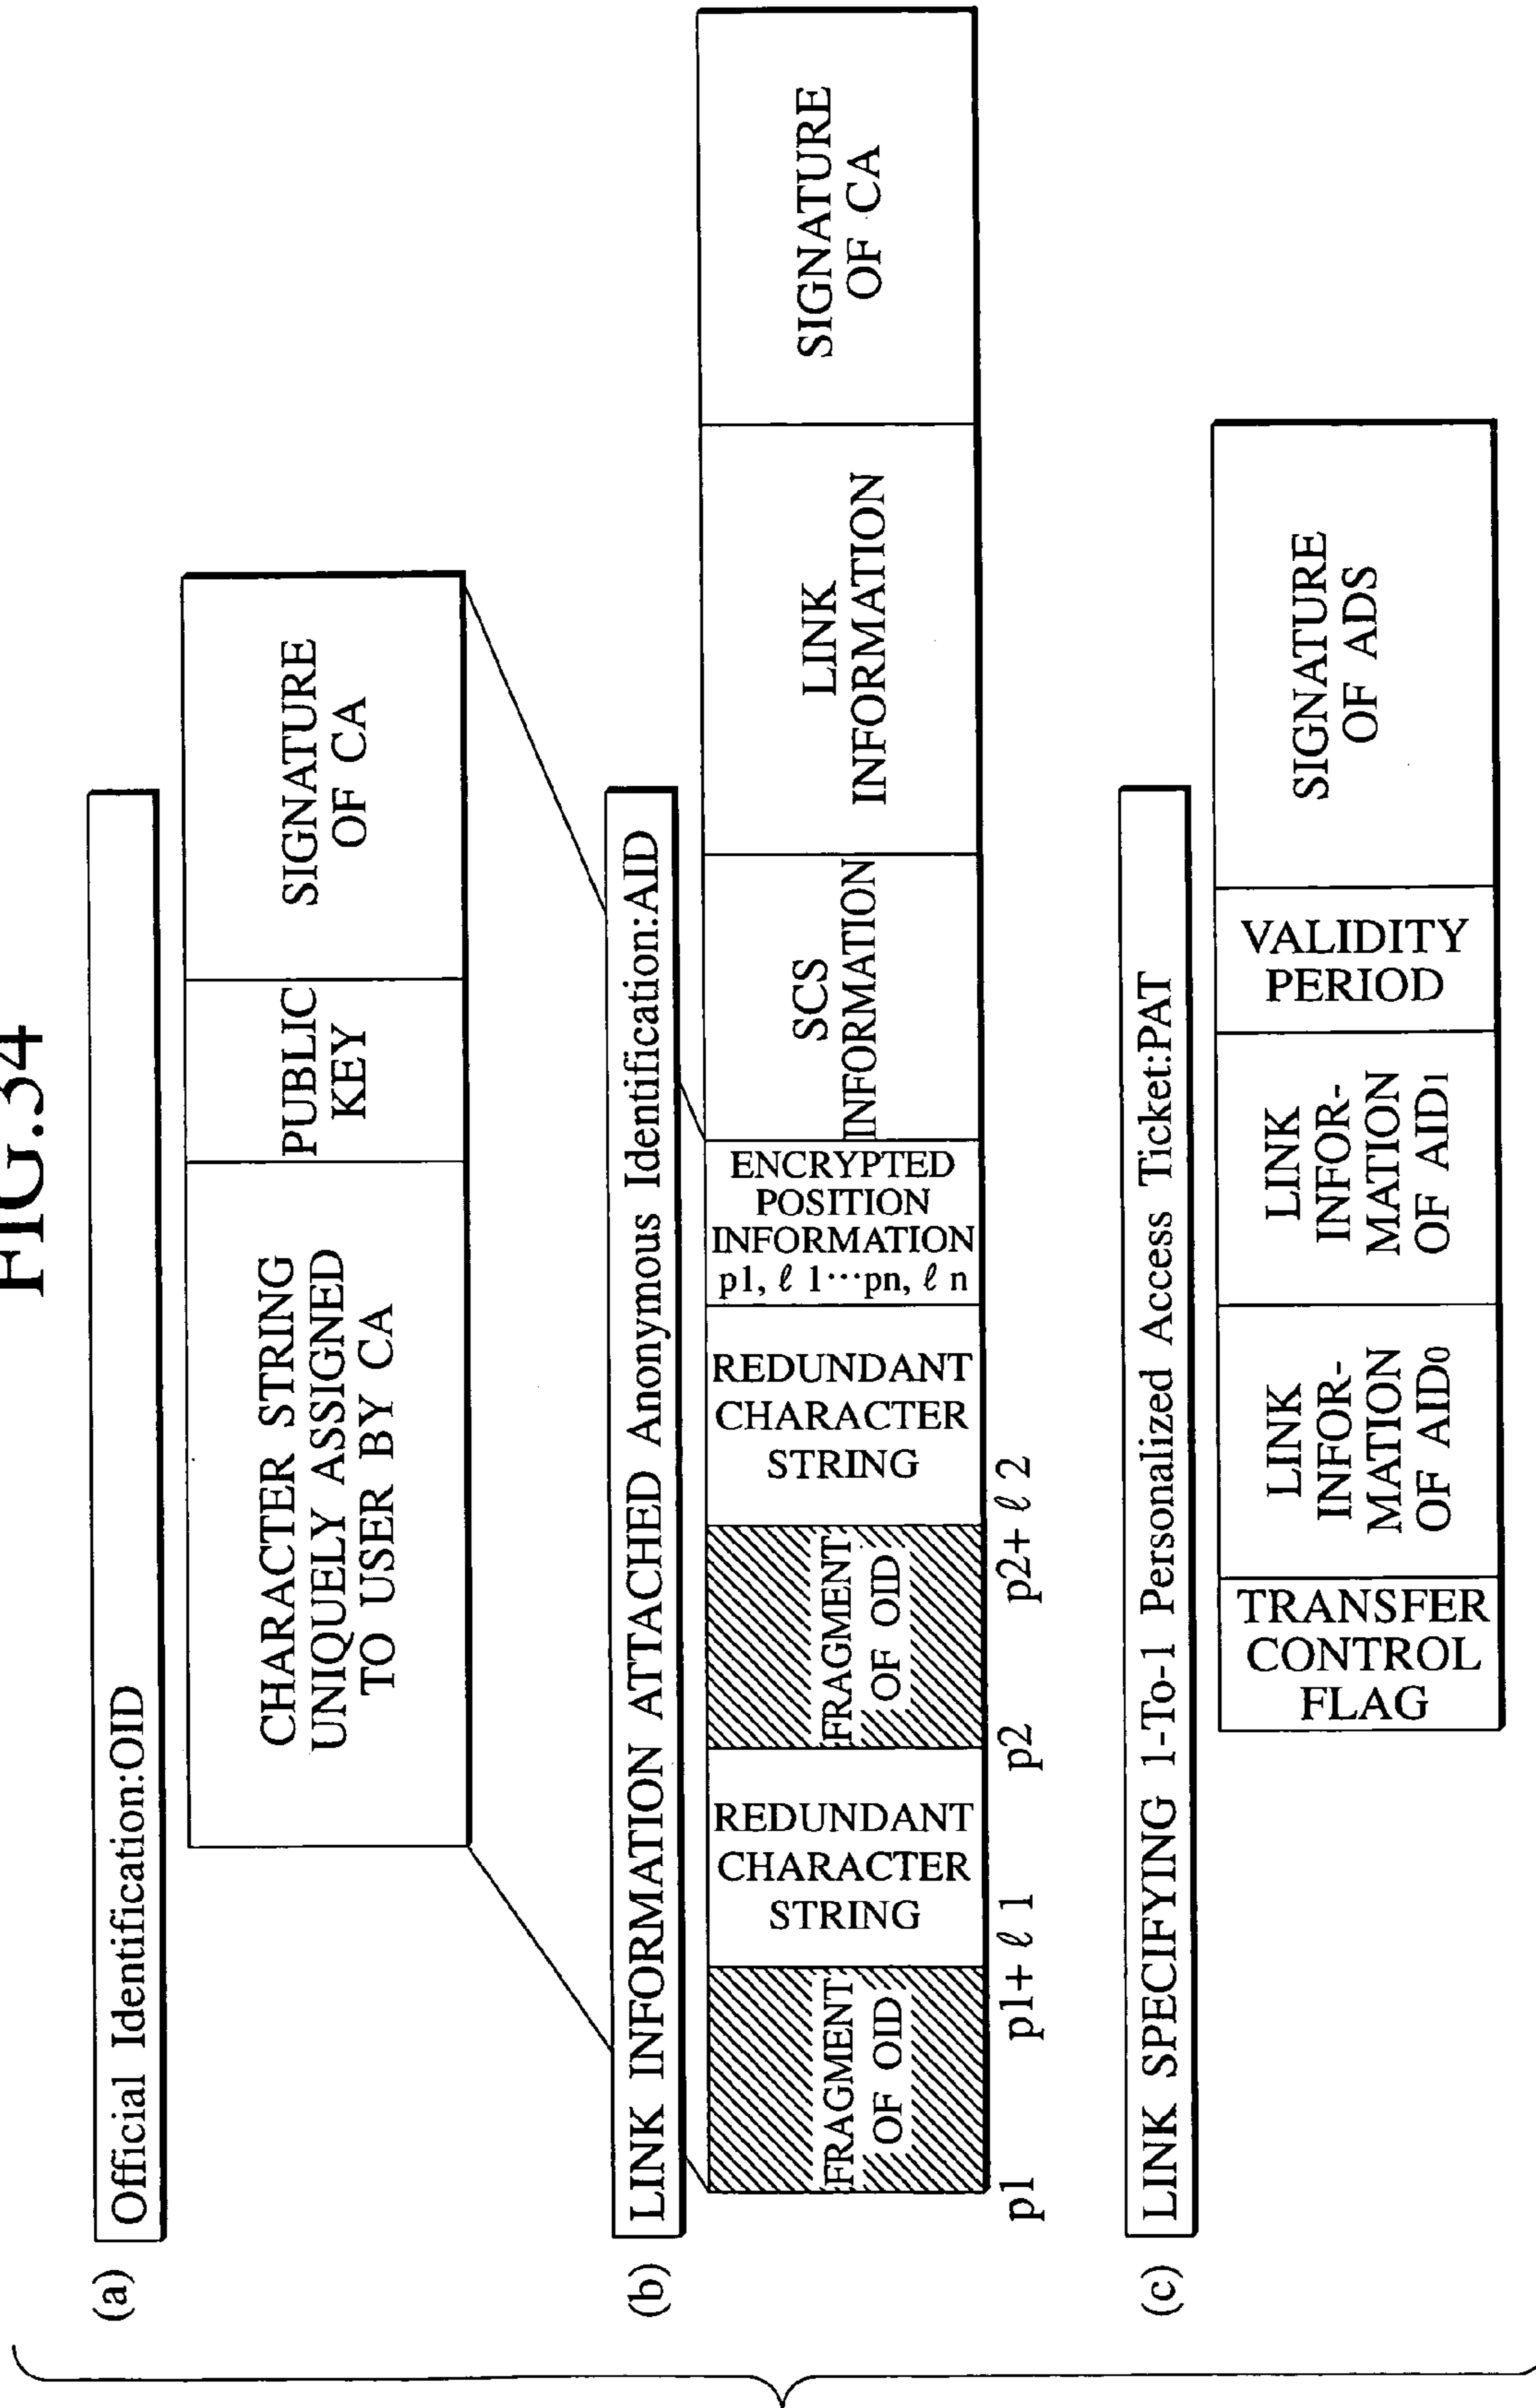 FIG.34
(a)
Official Identification:OID
CHARACTER STRING
UNIQUELY ASSIGNED
TO USER BY CA
PUBLIC
KEY
SIGNATURE
OF CA
(b)
LINK INFORMATION ATTACHED Anonymous Identification:AID
FRAGMENT
OF OID
REDUNDANT
CHARACTER
STRING
FRAGMENT
OF OID
REDUNDANT
CHARACTER
STRING
ENCRYPTED
POSITION
INFORMATION
p1, ℓ 1⋯pn, ℓ n
SCS
INFORMATION
LINK
INFORMATION
SIGNATURE
OF CA
p1
p1+ ℓ 1
p2
p2+ ℓ 2
(c)
LINK SPECIFYING 1-To-1 Personalized Access Ticket:PAT
TRANSFER
CONTROL
FLAG
LINK
INFOR-
MATION
OF AID0
LINK
INFOR-
MATION
OF AID1
VALIDITY
PERIOD
SIGNATURE
OF ADS